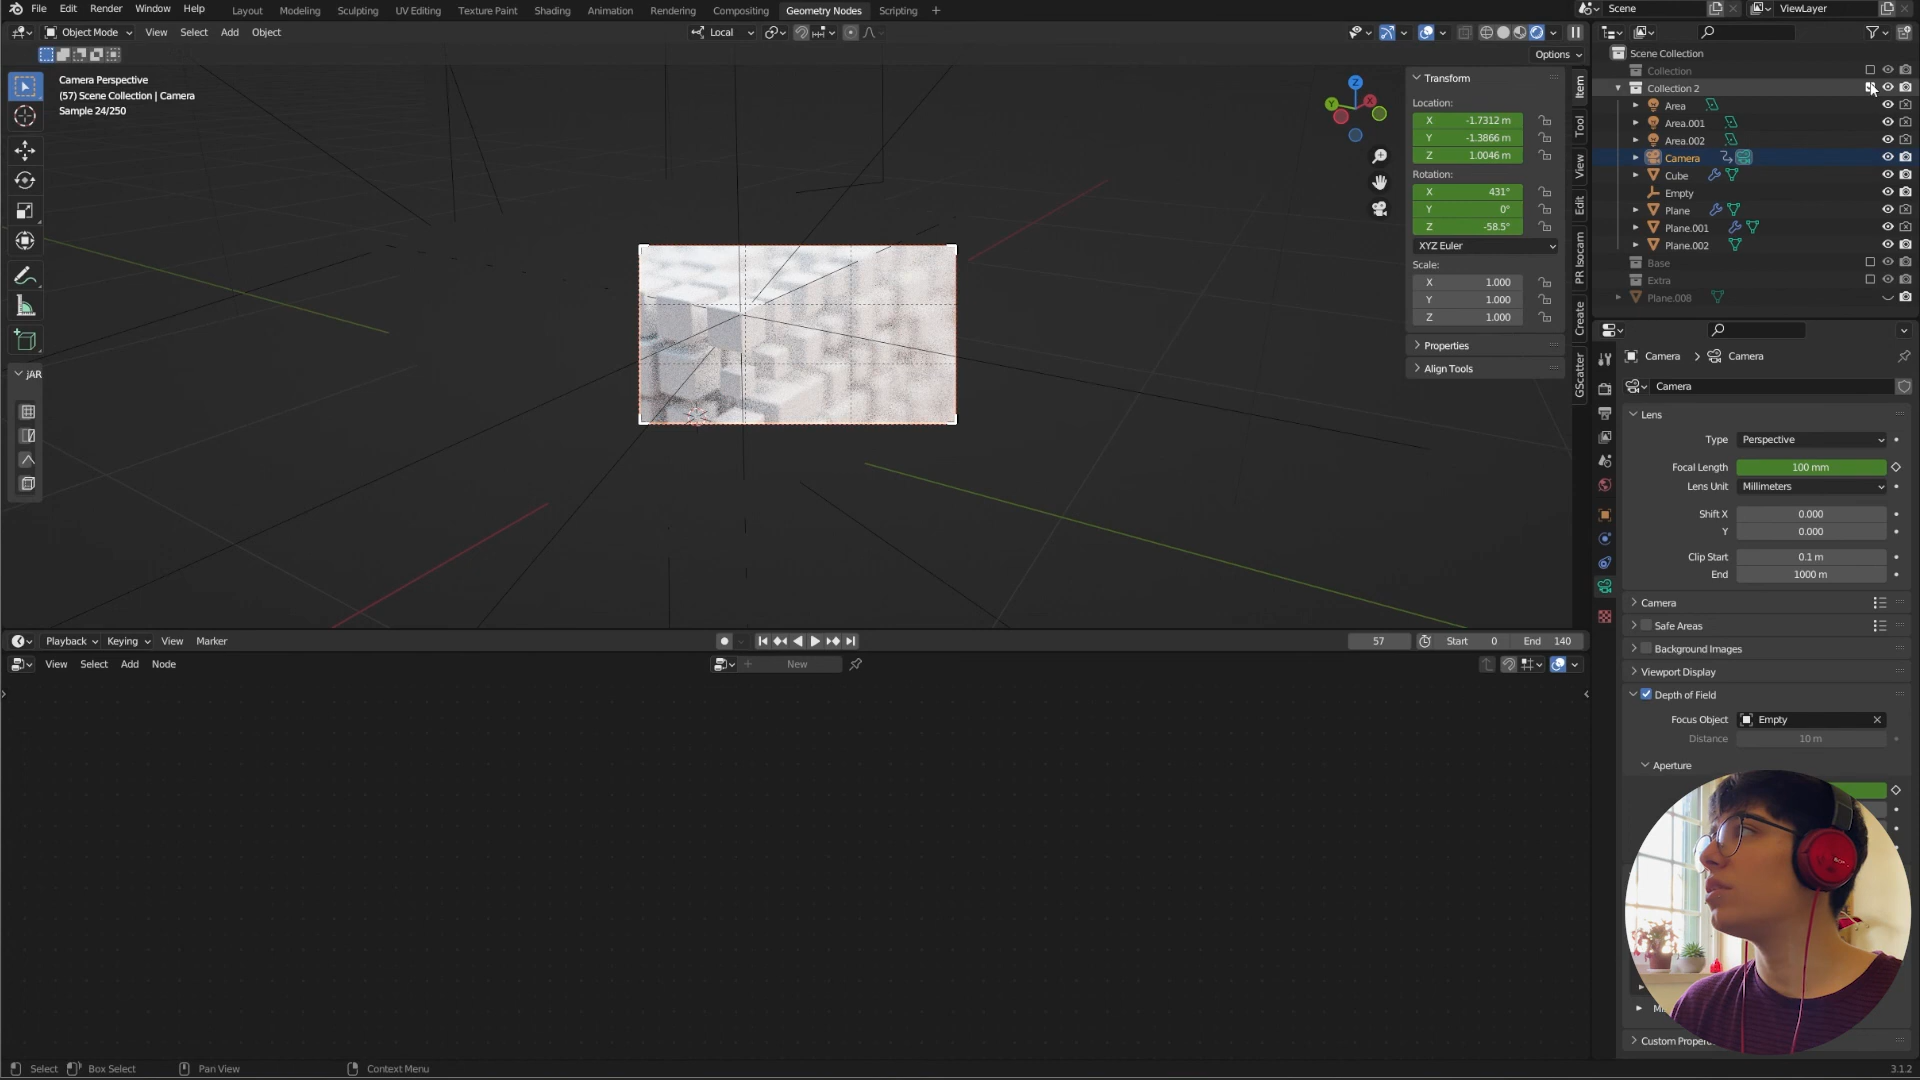 File Edit Render Window Help Layout Modeling Sculpting UV Editing Texture Paint Shading Animation Rendering Compositing Geometry Nodes Scripting + Scene ViewLayer
Object Mode View Select Add Object Local
Options
Camera Perspective
(57) Scene Collection | Camera
Sample 24/250
jAR
Z
Y
X
Transform
Location:
X -1.7312 m
Y -1.3866 m
Z 1.0046 m
Rotation:
X 431°
Y 0°
Z -58.5°
XYZ Euler
Scale:
X 1.000
Y 1.000
Z 1.000
Properties
Align Tools
Item
Tool
View
Edit
PR Isocam
Create
GScatter
Scene Collection
Collection
Collection 2
Area
Area.001
Area.002
Camera
Cube
Empty
Plane
Plane.001
Plane.002
Base
Extra
Plane.008
Camera > Camera
Camera
Lens
Type Perspective
Focal Length 100 mm
Lens Unit Millimeters
Shift X 0.000
Y 0.000
Clip Start 0.1 m
End 1000 m
Camera
Safe Areas
Background Images
Viewport Display
Depth of Field
Focus Object Empty
Distance 10 m
Aperture
Custom Prope
Playback Keying View Marker 57 Start 0 End 140
View Select Add Node New
Select Box Select Pan View Context Menu 3.1.2